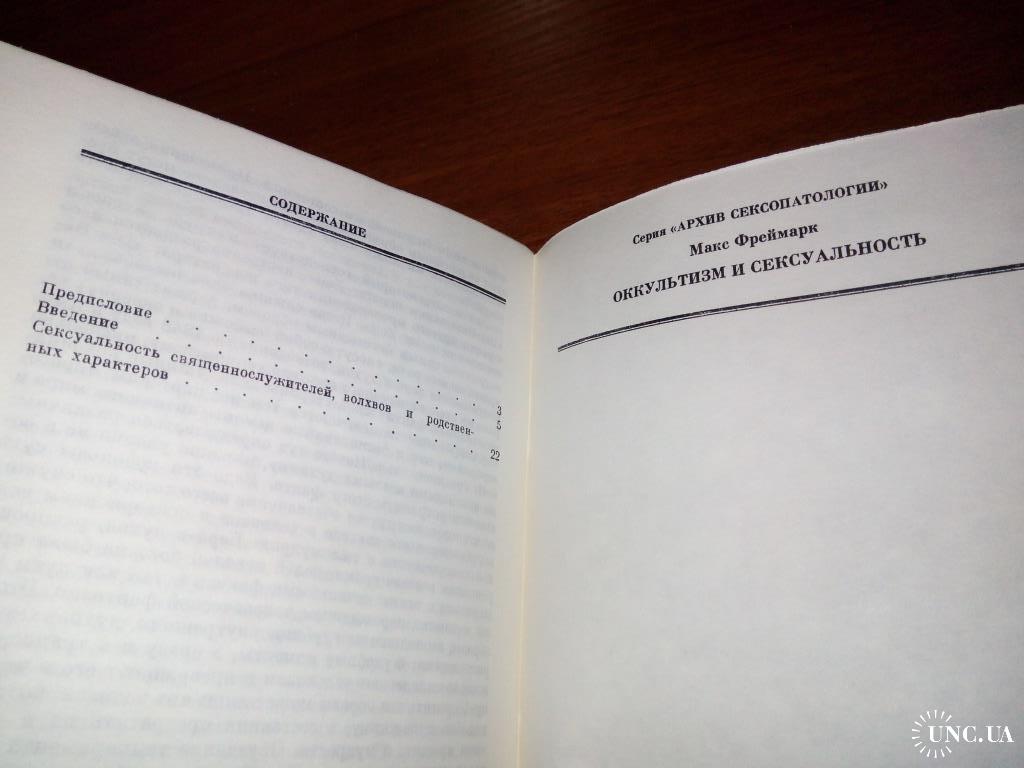 СОДЕРЖАНИЕ
Предисловие . . . . . . . . . . . 3
Введение . . . . . . . . . . . . 5
Сексуальность священнослужителей, волхвов и родствен-
ных характеров . . . . . . . . . . 22
Серия «АРХИВ СЕКСОПАТОЛОГИИ»
Макс Фреймарк
ОККУЛЬТИЗМ И СЕКСУАЛЬНОСТЬ
UNC.UA